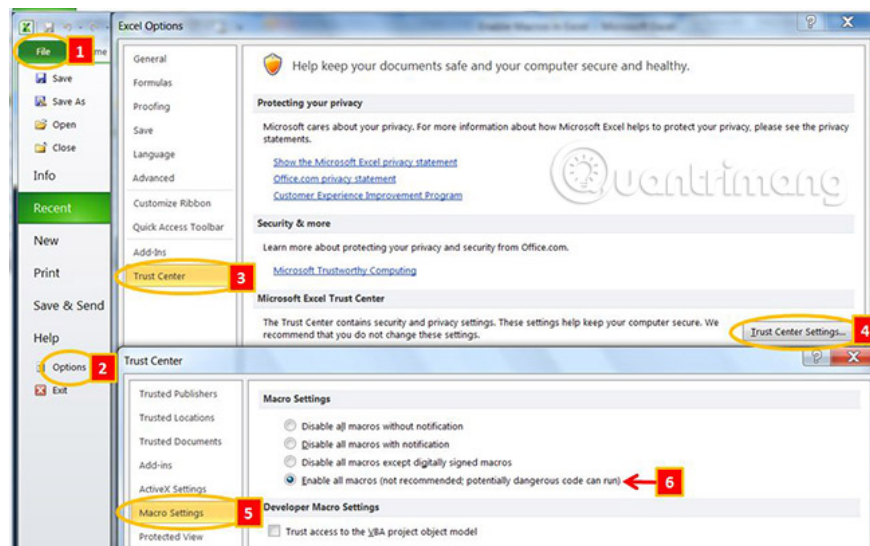 Excel Options
Enable Macros in Excel - Microsoft Excel
File
1
me
Save
Save As
Open
Close
Info
Recent
New
Print
Save & Send
Help
Options
2
Exit
General
Formulas
Proofing
Save
Language
Advanced
Customize Ribbon
Quick Access Toolbar
Add-Ins
Trust Center
3
Help keep your documents safe and your computer secure and healthy.
Protecting your privacy
Microsoft cares about your privacy. For more information about how Microsoft Excel helps to protect your privacy, please see the privacy
statements.
Show the Microsoft Excel privacy statement
Office.com privacy statement
Customer Experience Improvement Program
Quantrimang
Security & more
Learn more about protecting your privacy and security from Office.com.
Microsoft Trustworthy Computing
Microsoft Excel Trust Center
The Trust Center contains security and privacy settings. These settings help keep your computer secure. We
recommend that you do not change these settings.
Trust Center Settings...
4
Trust Center
Trusted Publishers
Trusted Locations
Trusted Documents
Add-ins
ActiveX Settings
Macro Settings
5
Protected View
Macro Settings
Disable all macros without notification
Disable all macros with notification
Disable all macros except digitally signed macros
Enable all macros (not recommended; potentially dangerous code can run)
6
Developer Macro Settings
Trust access to the VBA project object model